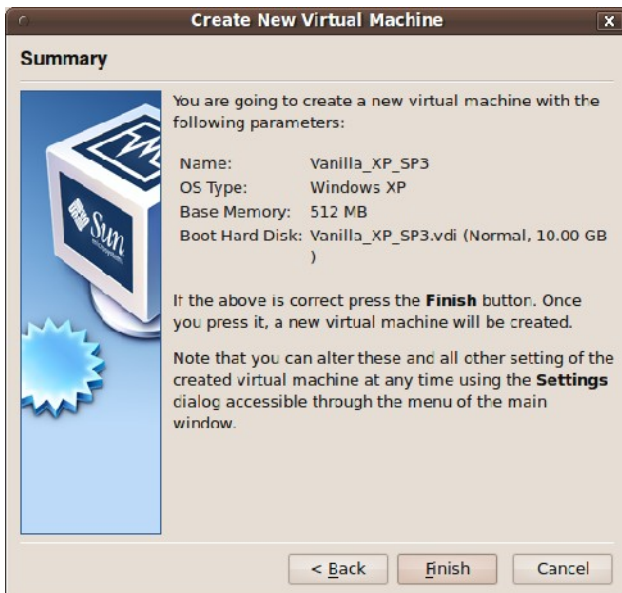 Create New Virtual Machine
Summary
You are going to create a new virtual machine with the
following parameters:
Name: Vanilla_XP_SP3
OS Type: Windows XP
Base Memory: 512 MB
Boot Hard Disk: Vanilla_XP_SP3.vdi (Normal, 10.00 GB
)
If the above is correct press the Finish button. Once
you press it, a new virtual machine will be created.
Note that you can alter these and all other setting of the
created virtual machine at any time using the Settings
dialog accessible through the menu of the main
window.
Sun
microsystems
< Back Finish Cancel